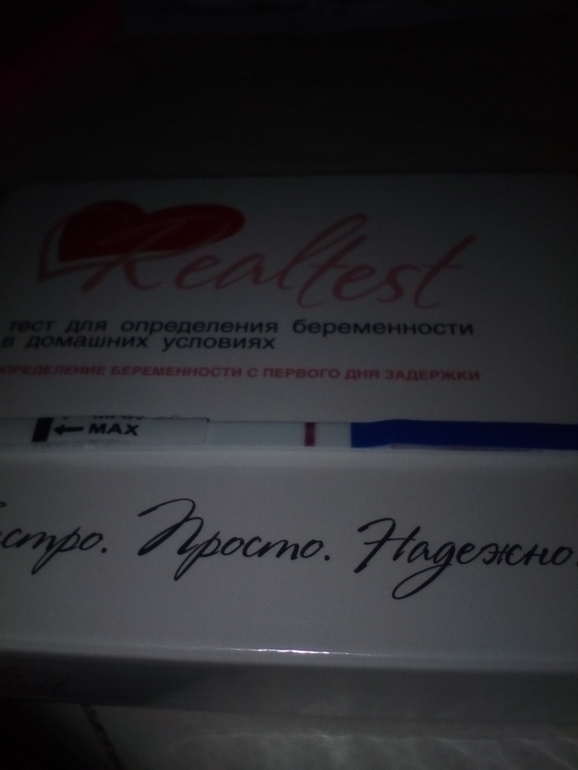 Realtest
тест для определения беременности
в домашних условиях
ОПРЕДЕЛЕНИЕ БЕРЕМЕННОСТИ С ПЕРВОГО ДНЯ ЗАДЕРЖКИ
MAX
Просто. Надежно.